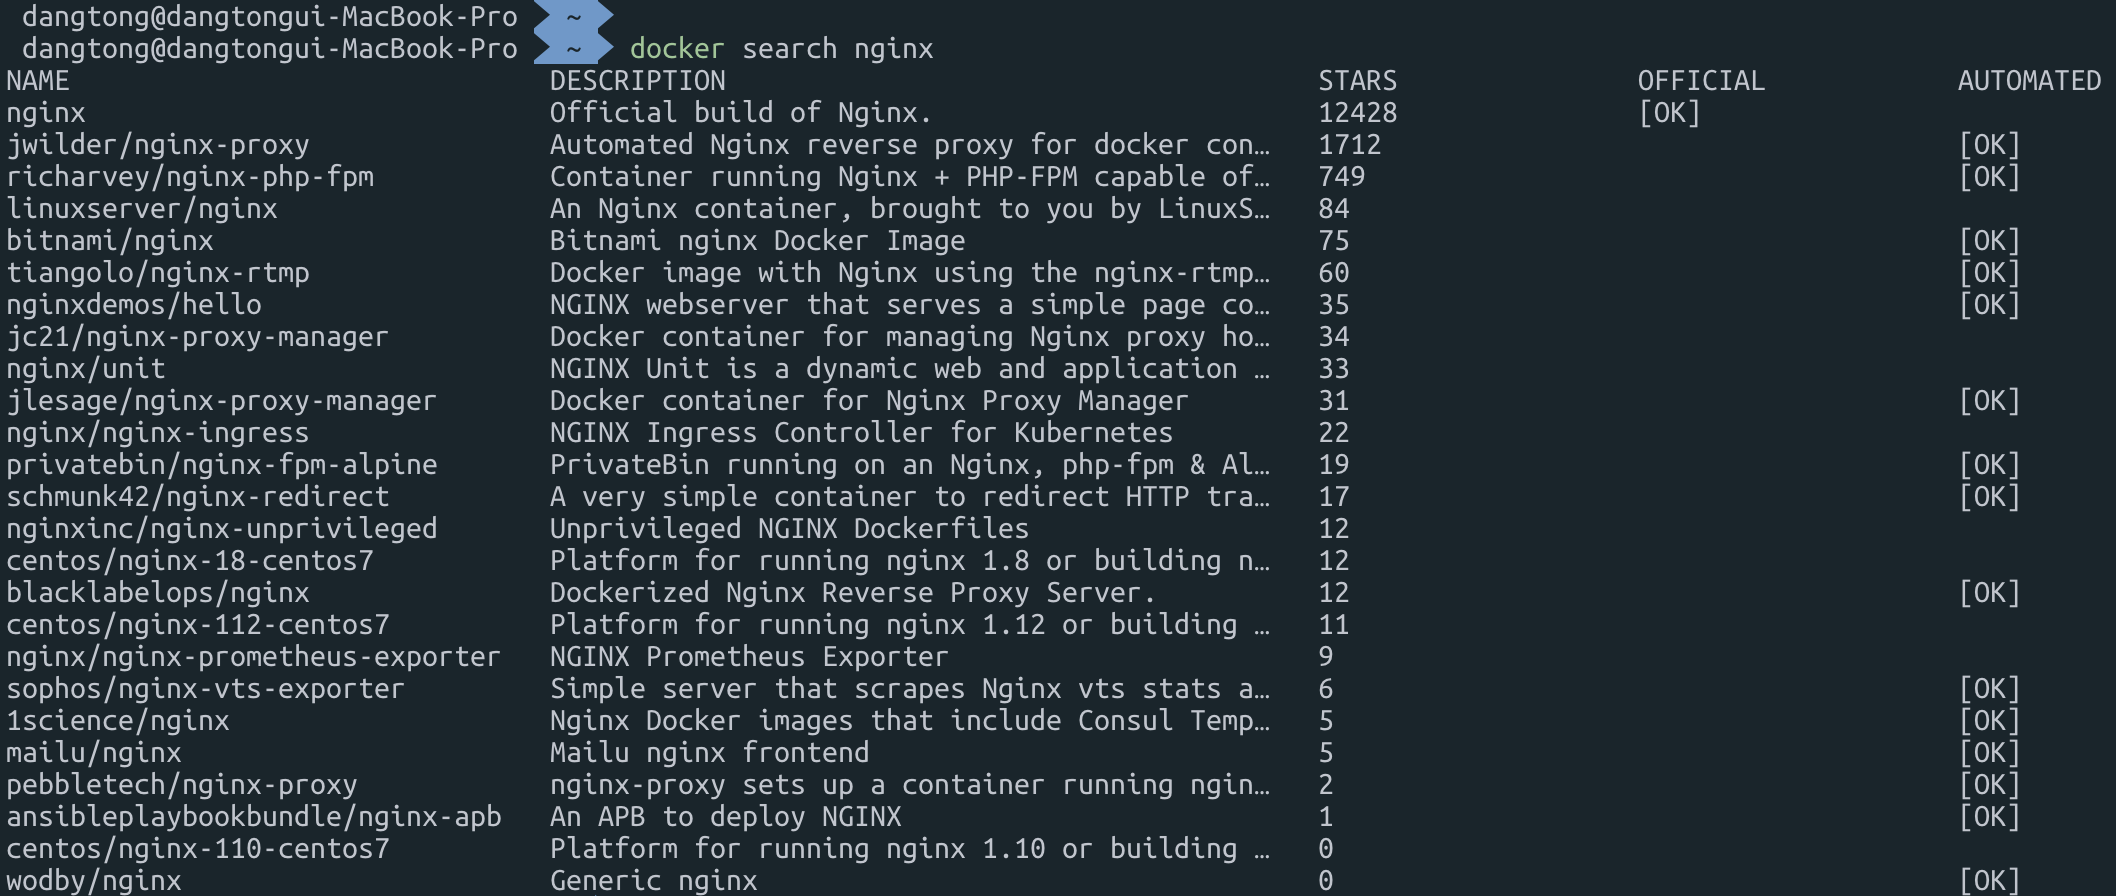 dangtong@dangtongui-MacBook-Pro ~
dangtong@dangtongui-MacBook-Pro ~ docker search nginx
NAME DESCRIPTION STARS OFFICIAL AUTOMATED
nginx Official build of Nginx. 12428 [OK]
jwilder/nginx-proxy Automated Nginx reverse proxy for docker con… 1712 [OK]
richarvey/nginx-php-fpm Container running Nginx + PHP-FPM capable of… 749 [OK]
linuxserver/nginx An Nginx container, brought to you by LinuxS… 84
bitnami/nginx Bitnami nginx Docker Image 75 [OK]
tiangolo/nginx-rtmp Docker image with Nginx using the nginx-rtmp… 60 [OK]
nginxdemos/hello NGINX webserver that serves a simple page co… 35 [OK]
jc21/nginx-proxy-manager Docker container for managing Nginx proxy ho… 34
nginx/unit NGINX Unit is a dynamic web and application … 33
jlesage/nginx-proxy-manager Docker container for Nginx Proxy Manager 31 [OK]
nginx/nginx-ingress NGINX Ingress Controller for Kubernetes 22
privatebin/nginx-fpm-alpine PrivateBin running on an Nginx, php-fpm & Al… 19 [OK]
schmunk42/nginx-redirect A very simple container to redirect HTTP tra… 17 [OK]
nginxinc/nginx-unprivileged Unprivileged NGINX Dockerfiles 12
centos/nginx-18-centos7 Platform for running nginx 1.8 or building n… 12
blacklabelops/nginx Dockerized Nginx Reverse Proxy Server. 12 [OK]
centos/nginx-112-centos7 Platform for running nginx 1.12 or building … 11
nginx/nginx-prometheus-exporter NGINX Prometheus Exporter 9
sophos/nginx-vts-exporter Simple server that scrapes Nginx vts stats a… 6 [OK]
1science/nginx Nginx Docker images that include Consul Temp… 5 [OK]
mailu/nginx Mailu nginx frontend 5 [OK]
pebbletech/nginx-proxy nginx-proxy sets up a container running ngin… 2 [OK]
ansibleplaybookbundle/nginx-apb An APB to deploy NGINX 1 [OK]
centos/nginx-110-centos7 Platform for running nginx 1.10 or building … 0
wodby/nginx Generic nginx 0 [OK]